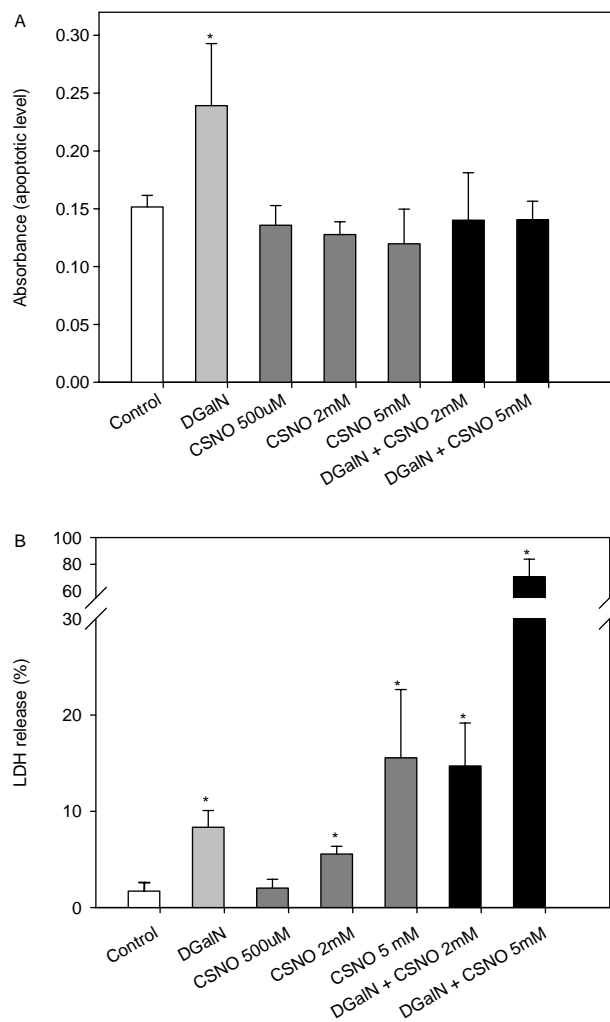 A
Absorbance (apoptotic level)
0.30
0.25
0.20
0.15
0.10
0.05
0.00
*
Control
DGalN
CSNO 500uM
CSNO 2mM
CSNO 5mM
DGalN + CSNO 2mM
DGalN + CSNO 5mM
B
LDH release (%)
100
80
60
30
20
10
0
*
*
*
*
*
Control
DGalN
CSNO 500uM
CSNO 2mM
CSNO 5 mM
DGalN + CSNO 2mM
DGalN + CSNO 5mM